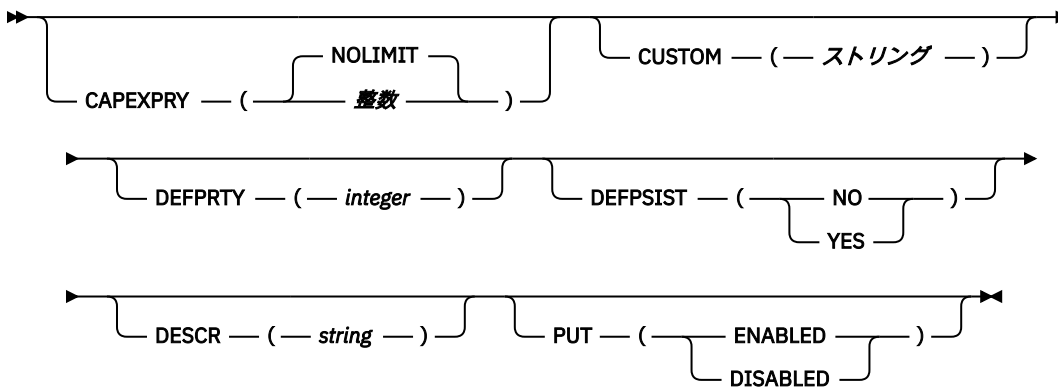 CAPEXPRY ( NOLIMIT
整数 )
CUSTOM ( ストリング )
DEFPRTY ( integer )
DEFPSIST ( NO
YES )
DESCR ( string )
PUT ( ENABLED
DISABLED )